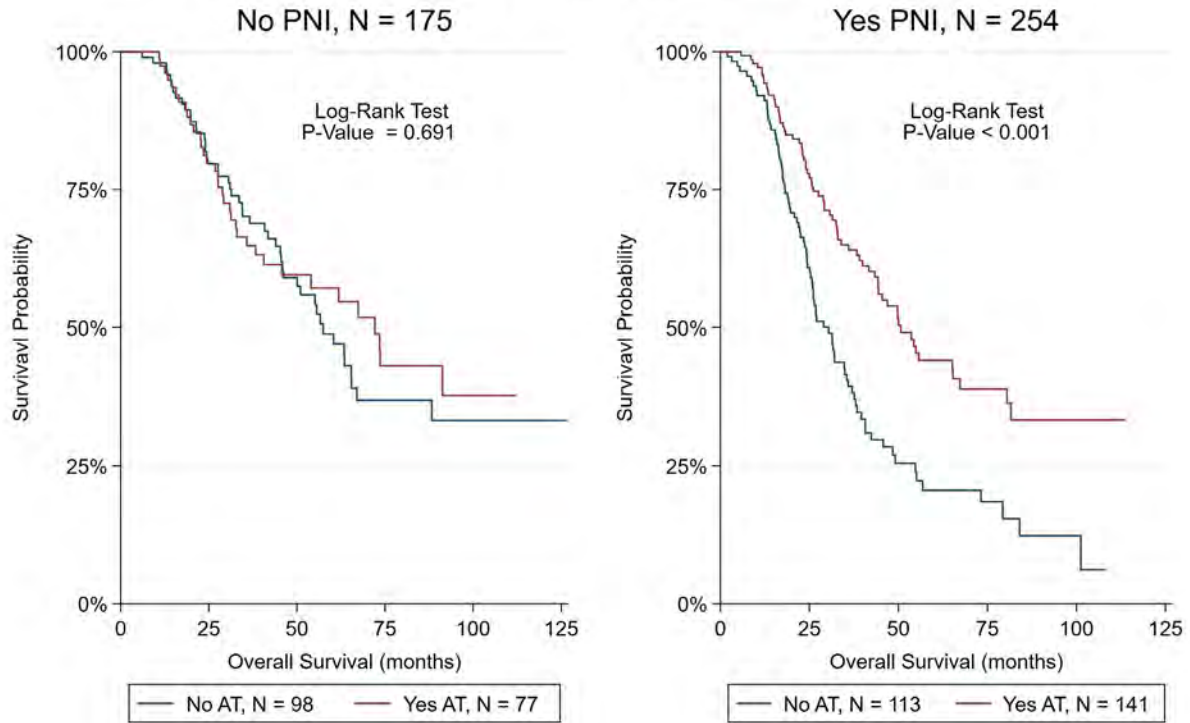 No PNI, N = 175
100%
75%
50%
25%
0%
Survivavl Probability
Log-Rank Test
P-Value = 0.691
0 25 50 75 100 125
Overall Survival (months)
No AT, N = 98 Yes AT, N = 77
Yes PNI, N = 254
100%
75%
50%
25%
0%
Survivavl Probability
Log-Rank Test
P-Value < 0.001
0 25 50 75 100 125
Overall Survival (months)
No AT, N = 113 Yes AT, N = 141